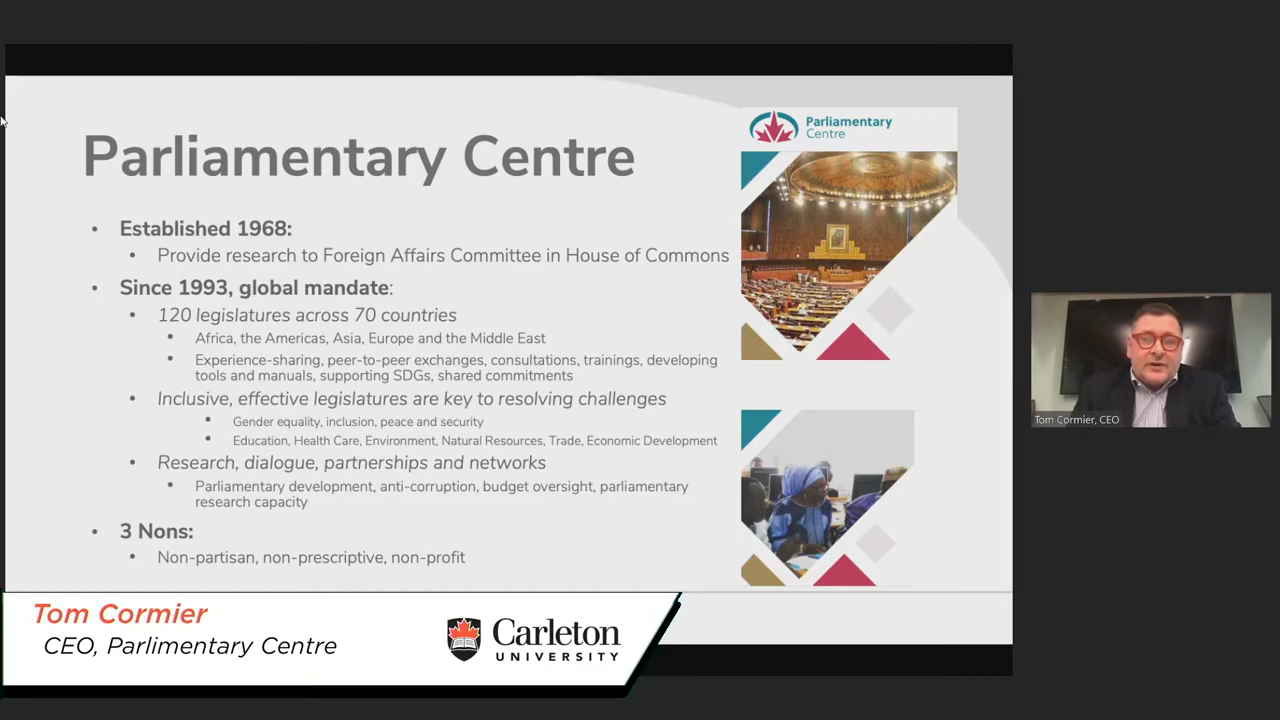 Parliamentary Centre
Parliamentary
Centre
• Established 1968:
• Provide research to Foreign Affairs Committee in House of Commons
• Since 1993, global mandate:
• 120 legislatures across 70 countries
• Africa, the Americas, Asia, Europe and the Middle East
• Experience-sharing, peer-to-peer exchanges, consultations, trainings, developing
tools and manuals, supporting SDGs, shared commitments
• Inclusive, effective legislatures are key to resolving challenges
• Gender equality, inclusion, peace and security
• Education, Health Care, Environment, Natural Resources, Trade, Economic Development
• Research, dialogue, partnerships and networks
• Parliamentary development, anti-corruption, budget oversight, parliamentary
research capacity
• 3 Nons:
• Non-partisan, non-prescriptive, non-profit
Tom Cormier, CEO
Tom Cormier
CEO, Parlimentary Centre
Carleton
UNIVERSITY